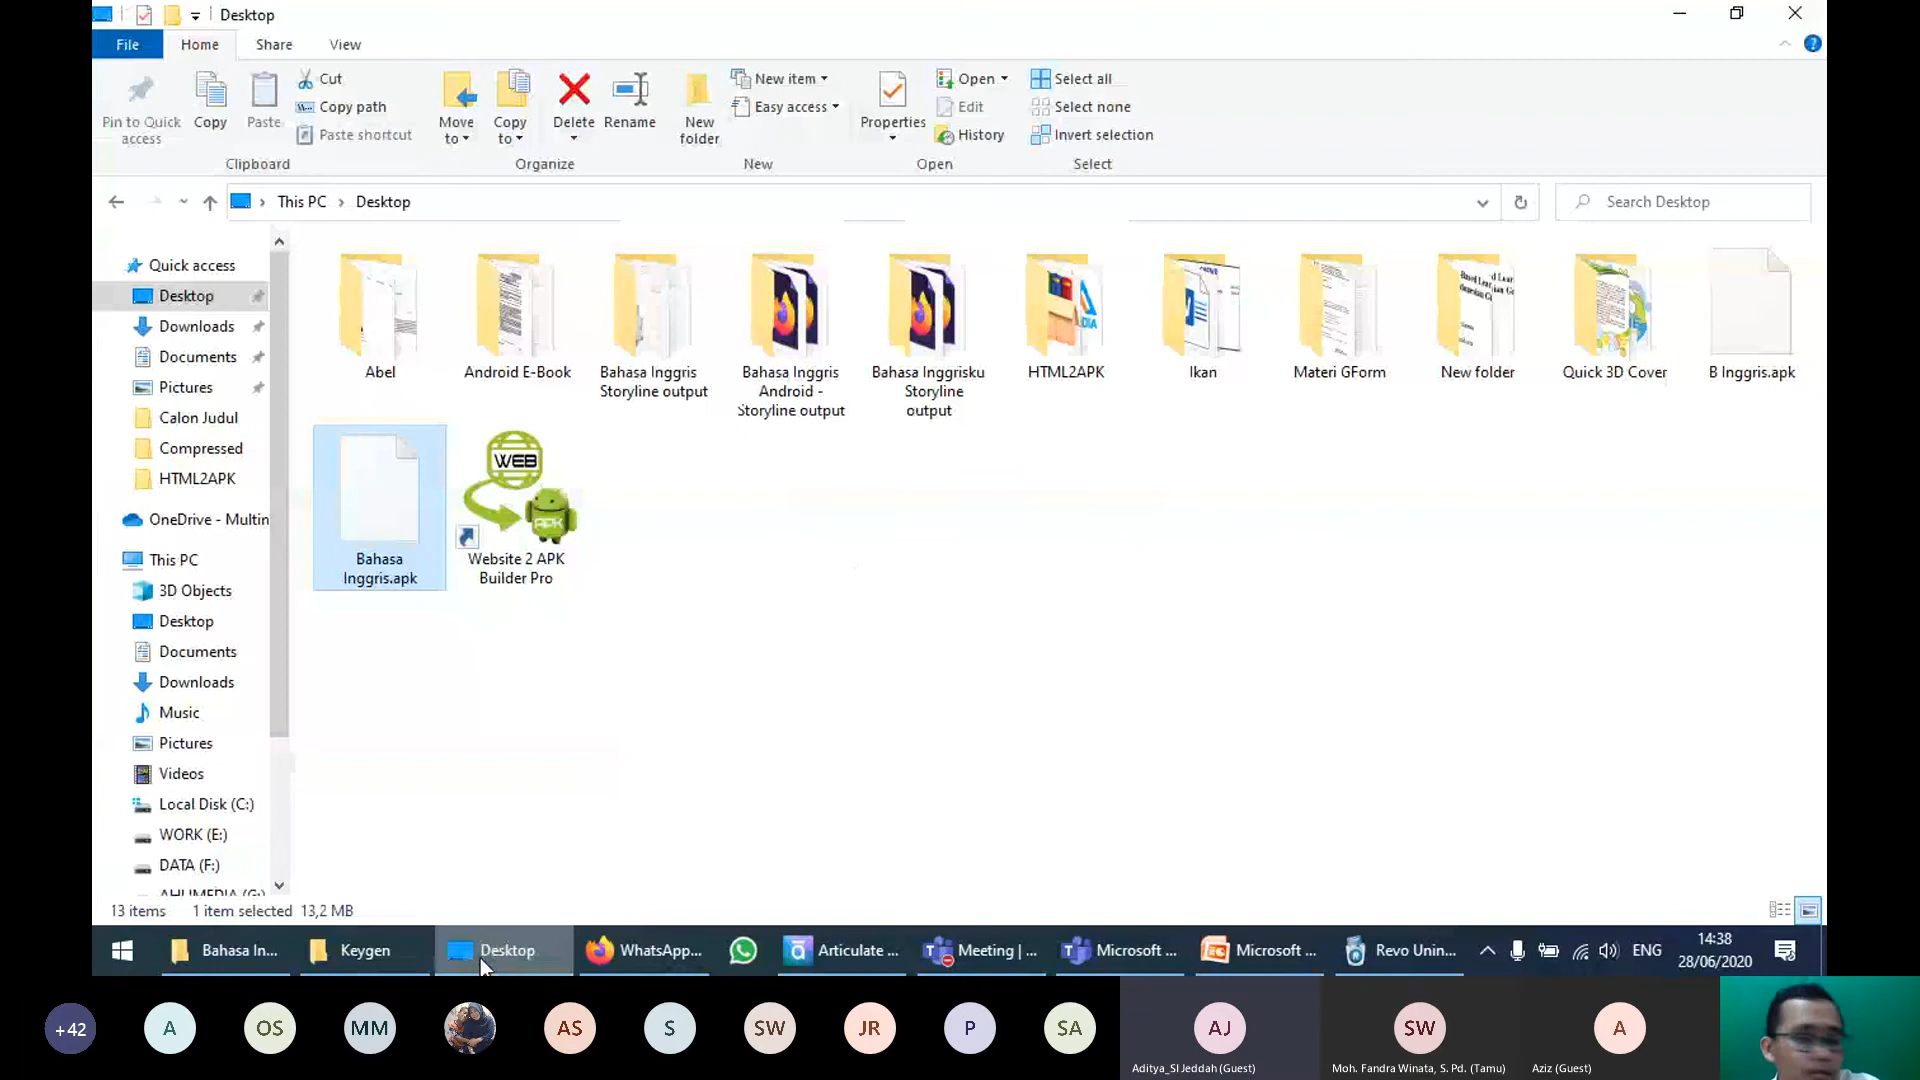 Desktop
File
Home
Share
View
Pin to Quick access
Copy
Paste
Cut
Copy path
Paste shortcut
Move to
Copy to
Delete
Rename
New folder
New item
Easy access
Properties
Open
Edit
History
Select all
Select none
Invert selection
Clipboard
Organize
New
Open
Select
This PC
Desktop
Search Desktop
Quick access
Desktop
Downloads
Documents
Pictures
Calon Judul
Compressed
HTML2APK
OneDrive - Multin
This PC
3D Objects
Desktop
Documents
Downloads
Music
Pictures
Videos
Local Disk (C:)
WORK (E:)
DATA (F:)
AHUMEDIA (G:)
Abel
Android E-Book
Bahasa Inggris
Storyline output
Bahasa Inggris
Android -
Storyline output
Bahasa Inggrisku
Storyline
output
HTML2APK
Ikan
Materi GForm
New folder
Quick 3D Cover
B Inggris.apk
Bahasa
Inggris.apk
WEB
APK
Website 2 APK
Builder Pro
13 items
1 item selected 13,2 MB
Bahasa In...
Keygen
Desktop
WhatsApp...
Articulate ...
Meeting | ...
Microsoft ...
Microsoft ...
Revo Unin...
ENG
14:38
28/06/2020
+42
A
OS
MM
AS
S
SW
JR
P
SA
AJ
SW
A
Aditya_SI Jeddah (Guest)
Moh. Fandra Winata, S. Pd. (Tamu)
Aziz (Guest)